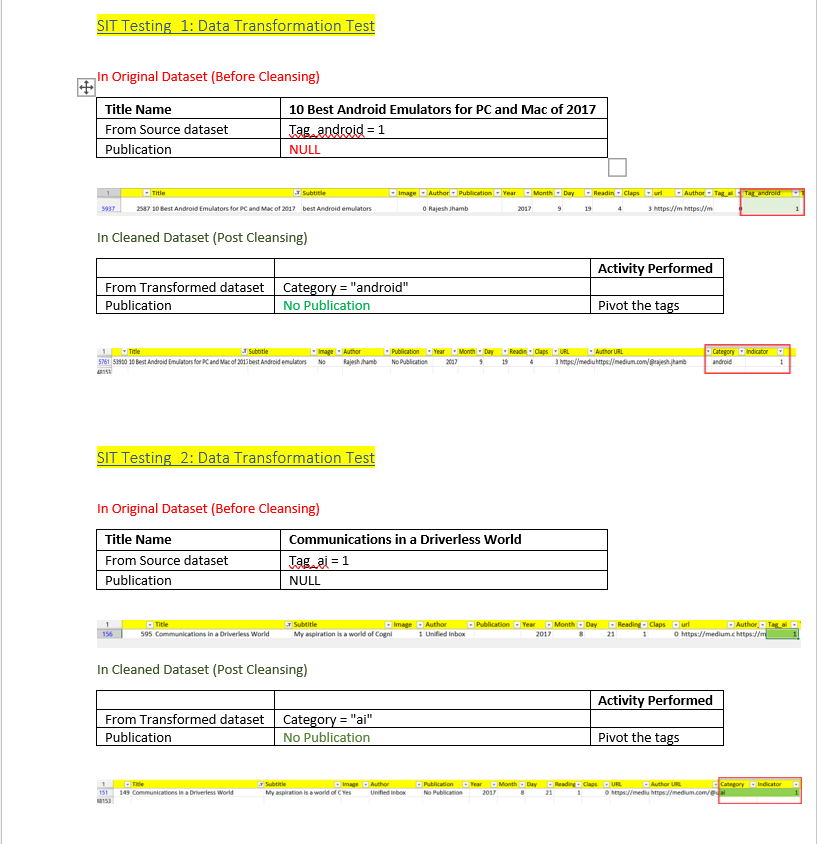 SIT Testing_1: Data Transformation Test
In Original Dataset (Before Cleansing)
Title Name 10 Best Android Emulators for PC and Mac of 2017
From Source dataset Tag_android = 1
Publication NULL
1 Title Subtitle Image Author Publication Year Month Day Readin Claps url Author Tag_ai Tag_android T
5937 2587 10 Best Android Emulators for PC and Mac of 2017 best Android emulators 0 Rajesh Jhamb 2017 9 19 4 3 https://m https://m 0 1
In Cleaned Dataset (Post Cleansing)
Activity Performed
From Transformed dataset Category = "android"
Publication No Publication Pivot the tags
1 Title Subtitle Image Author Publication Year Month Day Readin Claps URL Author URL Category Indicator
5761 53910 10 Best Android Emulators for PC and Mac of 2017 best Android emulators No Rajesh Jhamb No Publication 2017 9 19 4 3 https://mediu https://medium.com/@rajesh.jhamb android 1
48153
SIT Testing_2: Data Transformation Test
In Original Dataset (Before Cleansing)
Title Name Communications in a Driverless World
From Source dataset Tag_ai = 1
Publication NULL
1 Title Subtitle Image Author Publication Year Month Day Reading Claps url Author Tag_ai
156 595 Communications in a Driverless World My aspiration is a world of Cogni 1 Unified Inbox 2017 8 21 1 0 https://medium.c https://m 1
In Cleaned Dataset (Post Cleansing)
Activity Performed
From Transformed dataset Category = "ai"
Publication No Publication Pivot the tags
1 Title Subtitle Image Author Publication Year Month Day Reading Claps URL Author URL Category Indicator
151 149 Communications in a Driverless World My aspiration is a world of C Yes Unified Inbox No Publication 2017 8 21 1 0 https://mediu https://medium.com/@u ai 1
48153